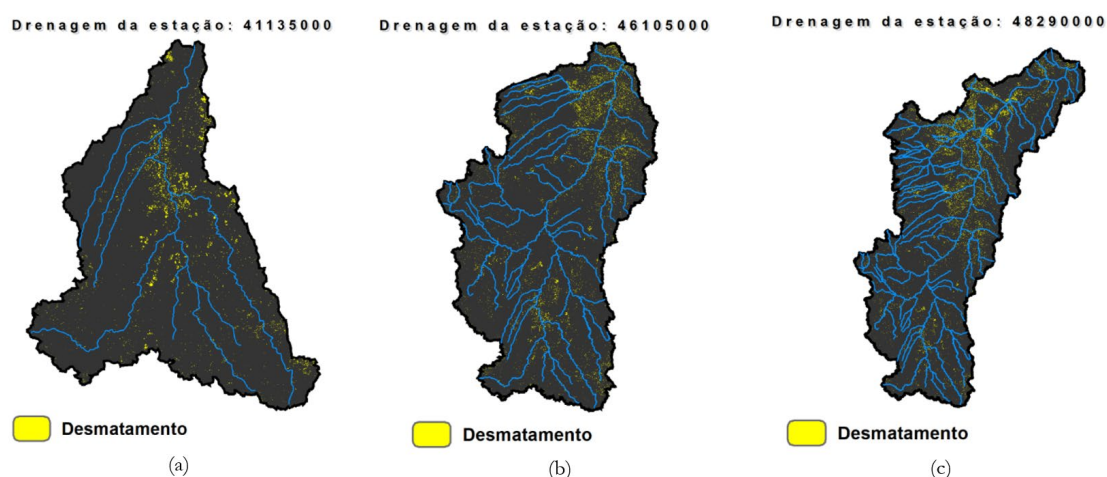 Drenagem da estação: 41135000
Drenagem da estação: 46105000
Drenagem da estação: 48290000
Desmatamento
Desmatamento
Desmatamento
(a)
(b)
(c)